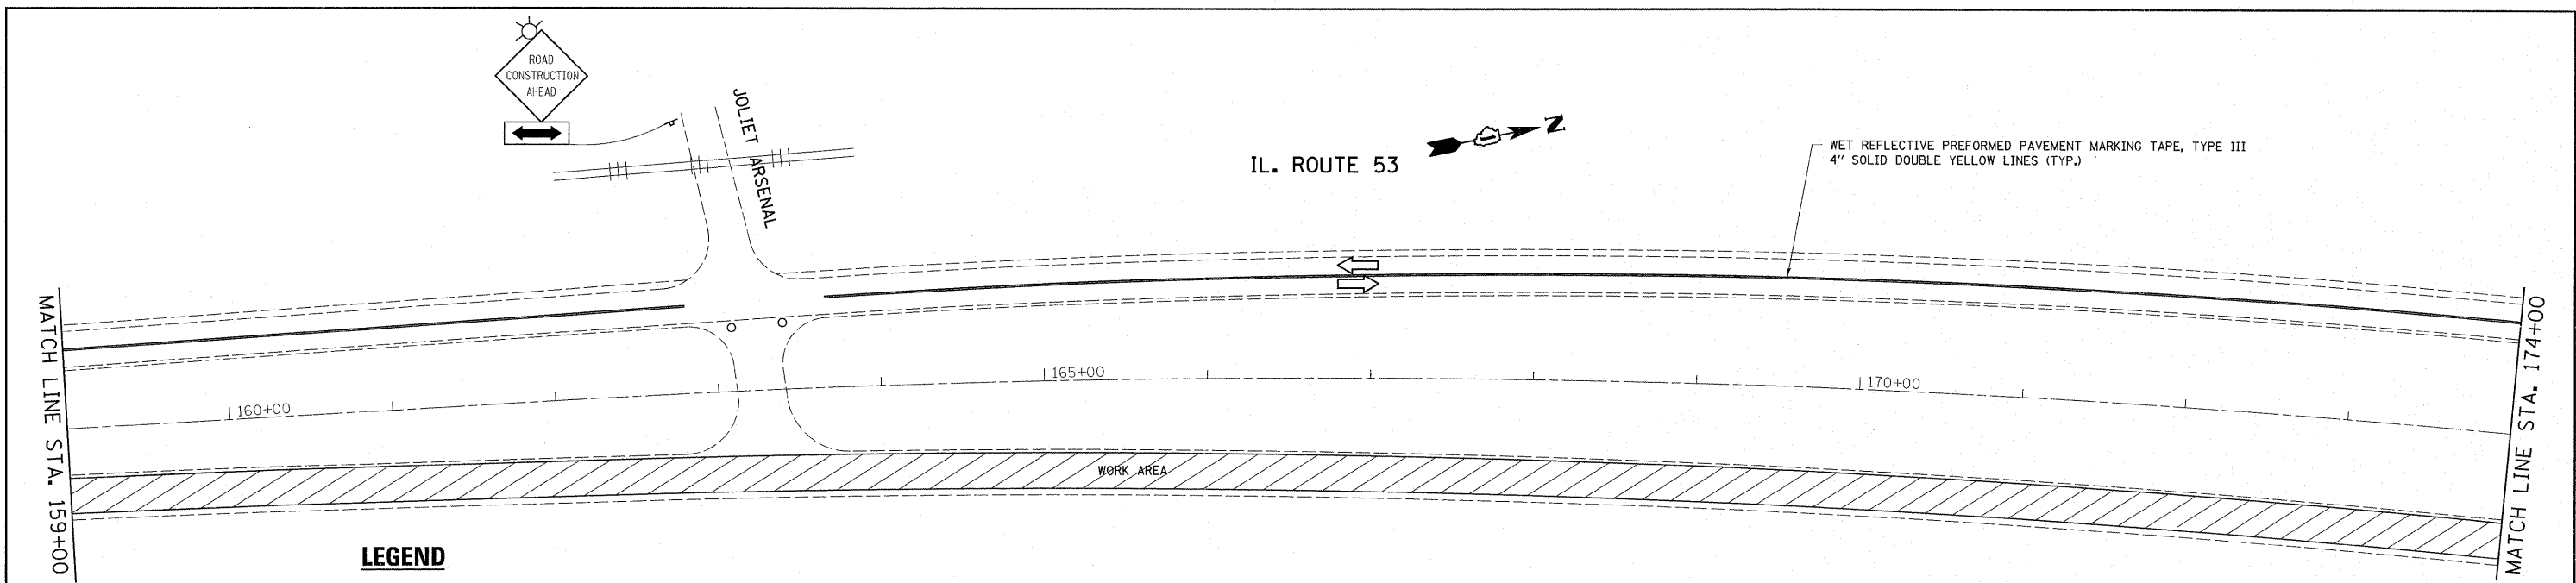 ROAD
CONSTRUCTION
AHEAD
JOLIET ARSENAL
IL. ROUTE 53
N
WET REFLECTIVE PREFORMED PAVEMENT MARKING TAPE, TYPE III
4" SOLID DOUBLE YELLOW LINES (TYP.)
MATCH LINE STA. 159+00
160+00
165+00
170+00
MATCH LINE STA. 174+00
WORK AREA
LEGEND